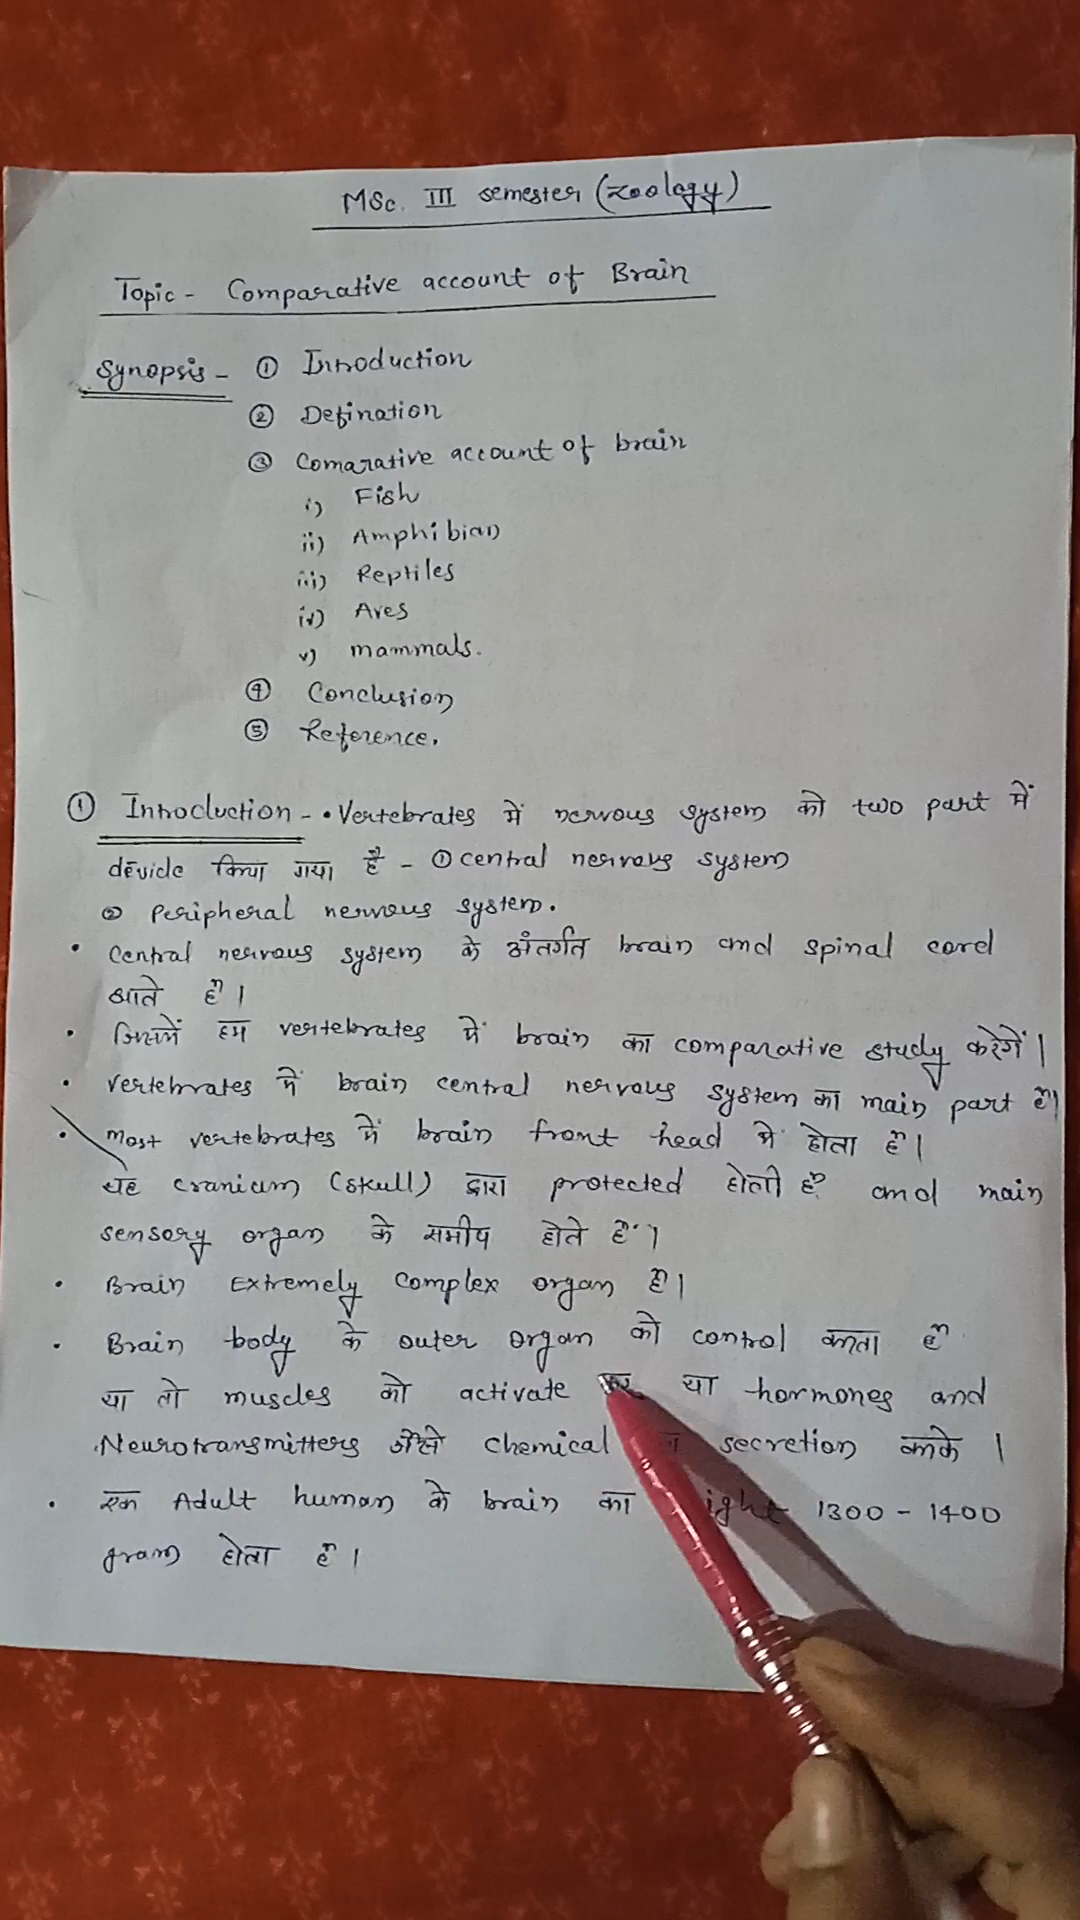 MSc. III semester (zoology)
Topic - Comparative account of Brain
Synopsis - ① Introduction
② Defination
③ Comarative account of brain
i) Fish
ii) Amphibian
iii) Reptiles
iv) Aves
v) mammals.
④ Conclusion
⑤ Reference.
① Introduction - • Vertebrates में nervous system को two part में
devide किया गया है - ① central nervous system
② Peripheral nervous system.
• Central nervous system के अंतर्गत brain and spinal cord
आते हैं।
• जिसमें हम vertebrates में brain का comparative study करेगें।
• vertebrates में brain central nervous system का main part है।
• most vertebrates में brain front head में होता है।
यह cranium (skull) द्वारा protected होती है and main
sensory organ के समीप होते हैं।
• Brain Extremely complex organ है।
• Brain body के outer organ को control करता है
या तो muscles को activate या hormones and
Neurotransmitters जैसे chemical secretion करके।
• एक Adult human के brain का 1300 - 1400
gram होता है।